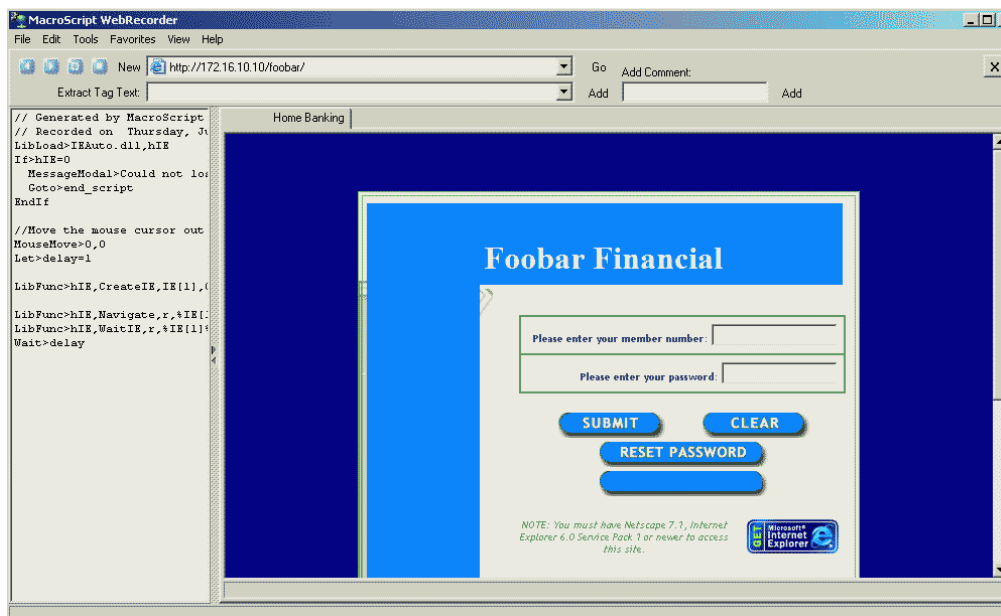 MacroScript WebRecorder
File Edit Tools Favorites View Help
New http://172.16.10.10/foobar/ Go Add Comment:
Extract Tag Text: Add Add
// Generated by MacroScript
// Recorded on Thursday,
LibLoad>IEAuto.dll,hIE
If>hIE=0
MessageModal>Could not
Goto>end_script
EndIf
//Move the mouse cursor out
MouseMove>0,0
Let>delay=1
LibFunc>hIE,CreateIE,IE[1],
LibFunc>hIE,Navigate,r,%IE[
LibFunc>hIE,WaitIE,r,%IE[1]%
Wait>delay
Home Banking
Foobar Financial
Please enter your member number:
Please enter your password:
SUBMIT CLEAR
RESET PASSWORD
NOTE: You must have Netscape 7.1, Internet
Explorer 6.0 Service Pack 1 or newer to access
this site.
GET
Microsoft®
Internet
Explorer